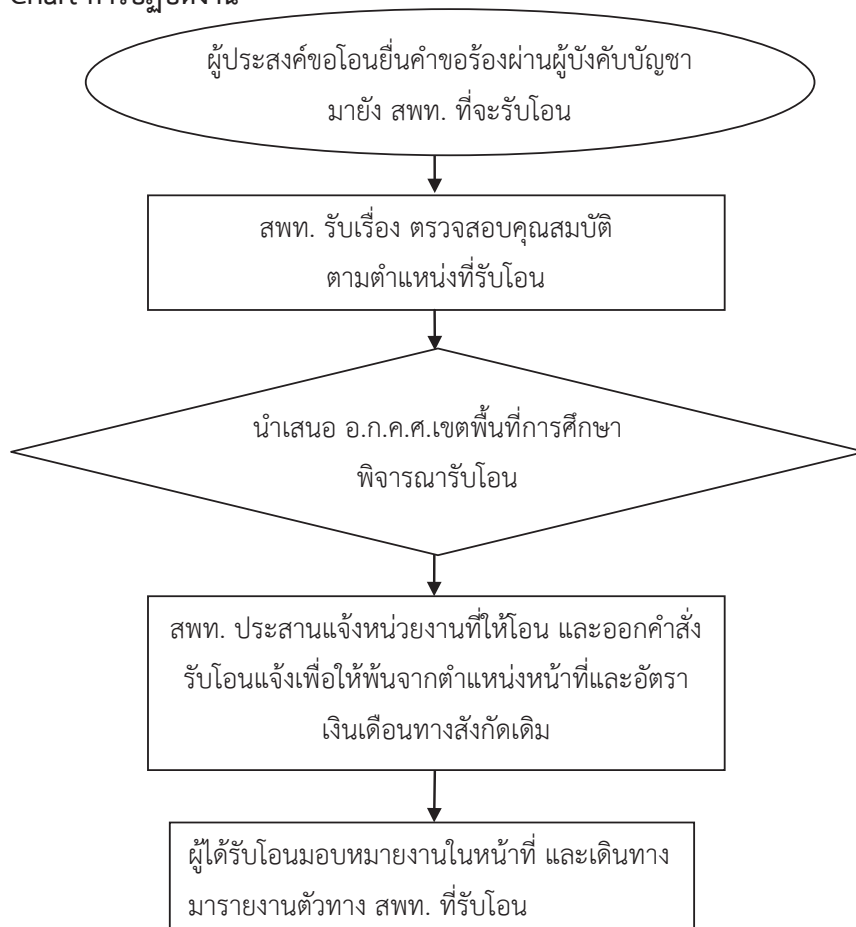 Chart การปฏิบัติงาน
ผู้ประสงค์ขอโอนยื่นคำขอร้องผ่านผู้บังคับบัญชา
มายัง สพท. ที่จะรับโอน
สพท. รับเรื่อง ตรวจสอบคุณสมบัติ
ตามตำแหน่งที่รับโอน
นำเสนอ อ.ก.ค.ศ.เขตพื้นที่การศึกษา
พิจารณารับโอน
สพท. ประสานแจ้งหน่วยงานที่ให้โอน และออกคำสั่ง
รับโอนแจ้งเพื่อให้พ้นจากตำแหน่งหน้าที่และอัตรา
เงินเดือนทางสังกัดเดิม
ผู้ได้รับโอนมอบหมายงานในหน้าที่ และเดินทาง
มารายงานตัวทาง สพท. ที่รับโอน